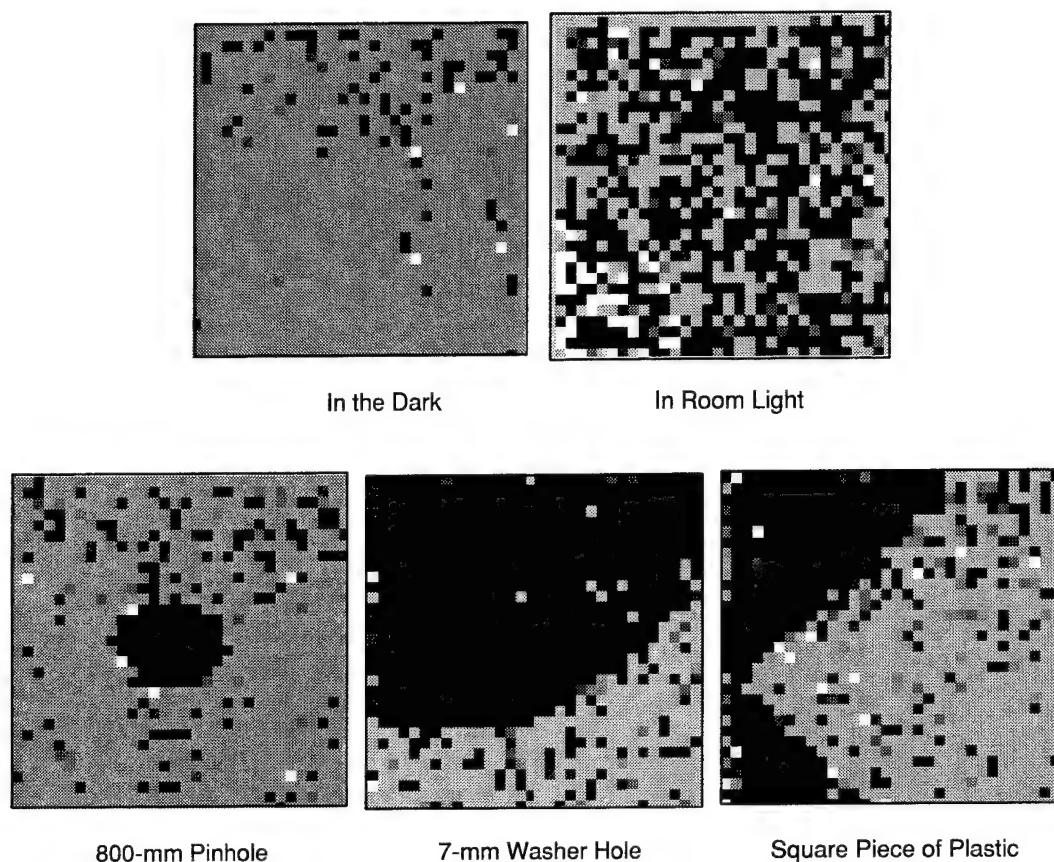 In the Dark
In Room Light
800-mm Pinhole
7-mm Washer Hole
Square Piece of Plastic